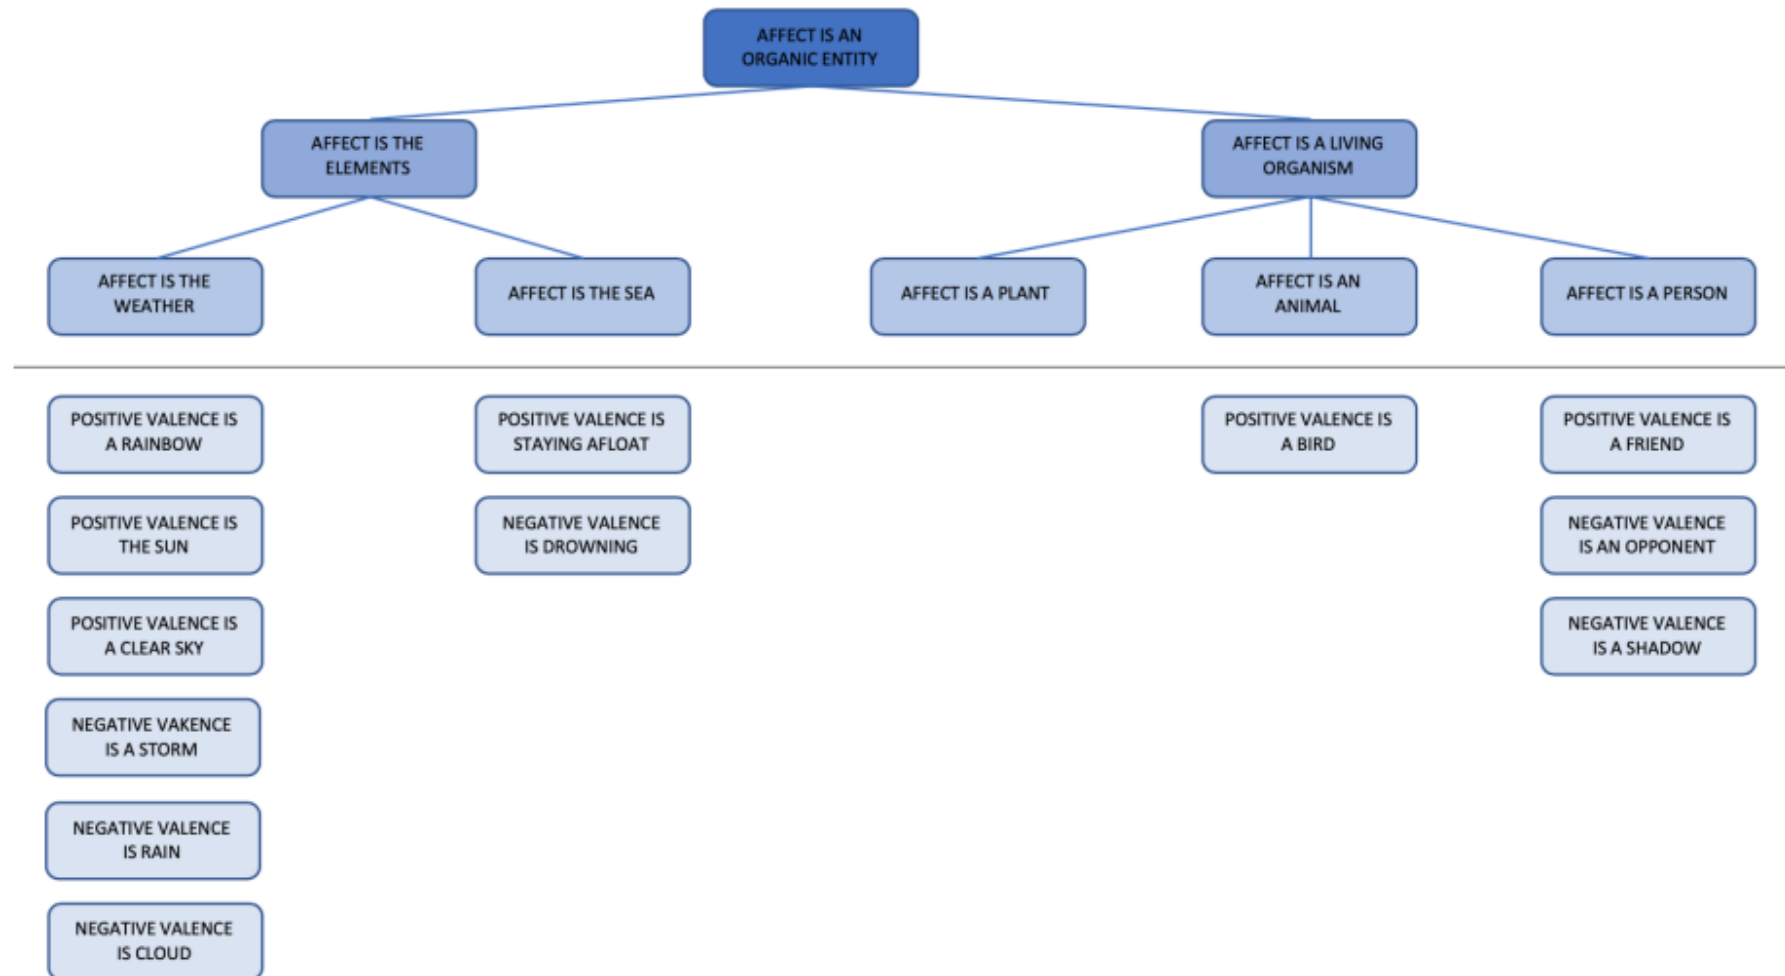 AFFECT IS AN
ORGANIC ENTITY
AFFECT IS THE
ELEMENTS
AFFECT IS A LIVING
ORGANISM
AFFECT IS THE
WEATHER
AFFECT IS THE SEA
AFFECT IS A PLANT
AFFECT IS AN
ANIMAL
AFFECT IS A PERSON
POSITIVE VALENCE IS
A RAINBOW
POSITIVE VALENCE IS
STAYING AFLOAT
POSITIVE VALENCE IS
A BIRD
POSITIVE VALENCE IS
A FRIEND
POSITIVE VALENCE IS
THE SUN
NEGATIVE VALENCE
IS DROWNING
NEGATIVE VALENCE
IS AN OPPONENT
POSITIVE VALENCE IS
A CLEAR SKY
NEGATIVE VALENCE
IS A SHADOW
NEGATIVE VAKENCE
IS A STORM
NEGATIVE VALENCE
IS RAIN
NEGATIVE VALENCE
IS CLOUD